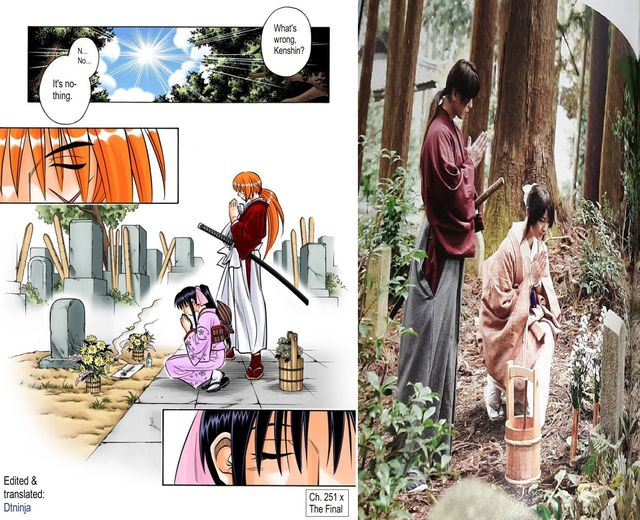 What's
wrong,
Kenshin?
N...
No...
It's no-
thing.
Edited &
translated:
Dtninja
Ch. 251 x
The Final